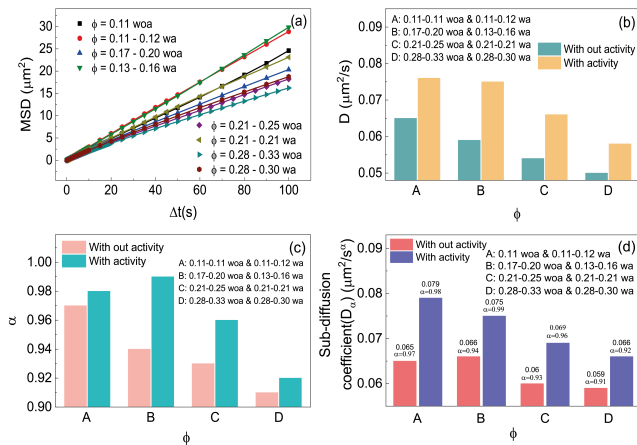 (a)
MSD (μm²)
30
25
20
15
10
5
0
ϕ = 0.11 woa
ϕ = 0.11 - 0.12 wa
ϕ = 0.17 - 0.20 woa
ϕ = 0.13 - 0.16 wa
ϕ = 0.21 - 0.25 woa
ϕ = 0.21 - 0.21 wa
ϕ = 0.28 - 0.33 woa
ϕ = 0.28 - 0.30 wa
0 20 40 60 80 100
Δt(s)
(b)
D (μm²/s)
0.09
0.08
0.07
0.06
0.05
A: 0.11-0.11 woa & 0.11-0.12 wa
B: 0.17-0.20 woa & 0.13-0.16 wa
C: 0.21-0.25 woa & 0.21-0.21 wa
D: 0.28-0.33 woa & 0.28-0.30 wa
With out activity
With activity
A B C D
ϕ
(c)
α
1.00
0.98
0.96
0.94
0.92
0.90
With out activity
With activity
A: 0.11-0.11 woa & 0.11-0.12 wa
B: 0.17-0.20 woa & 0.13-0.16 wa
C: 0.21-0.25 woa & 0.21-0.21 wa
D: 0.28-0.33 woa & 0.28-0.30 wa
A B C D
ϕ
(d)
Sub-diffusion
coefficient(Dα) (μm²/sᵅ)
0.09
0.08
0.07
0.06
With out activity
With activity
A: 0.11 woa & 0.11-0.12 wa
B: 0.17-0.20 woa & 0.13-0.16 wa
C: 0.21-0.25 woa & 0.21-0.21 wa
D: 0.28-0.33 woa & 0.28-0.30 wa
0.065
α=0.97
0.079
α=0.98
0.066
α=0.94
0.075
α=0.99
0.06
α=0.93
0.069
α=0.96
0.059
α=0.91
0.066
α=0.92
A B C D
ϕ